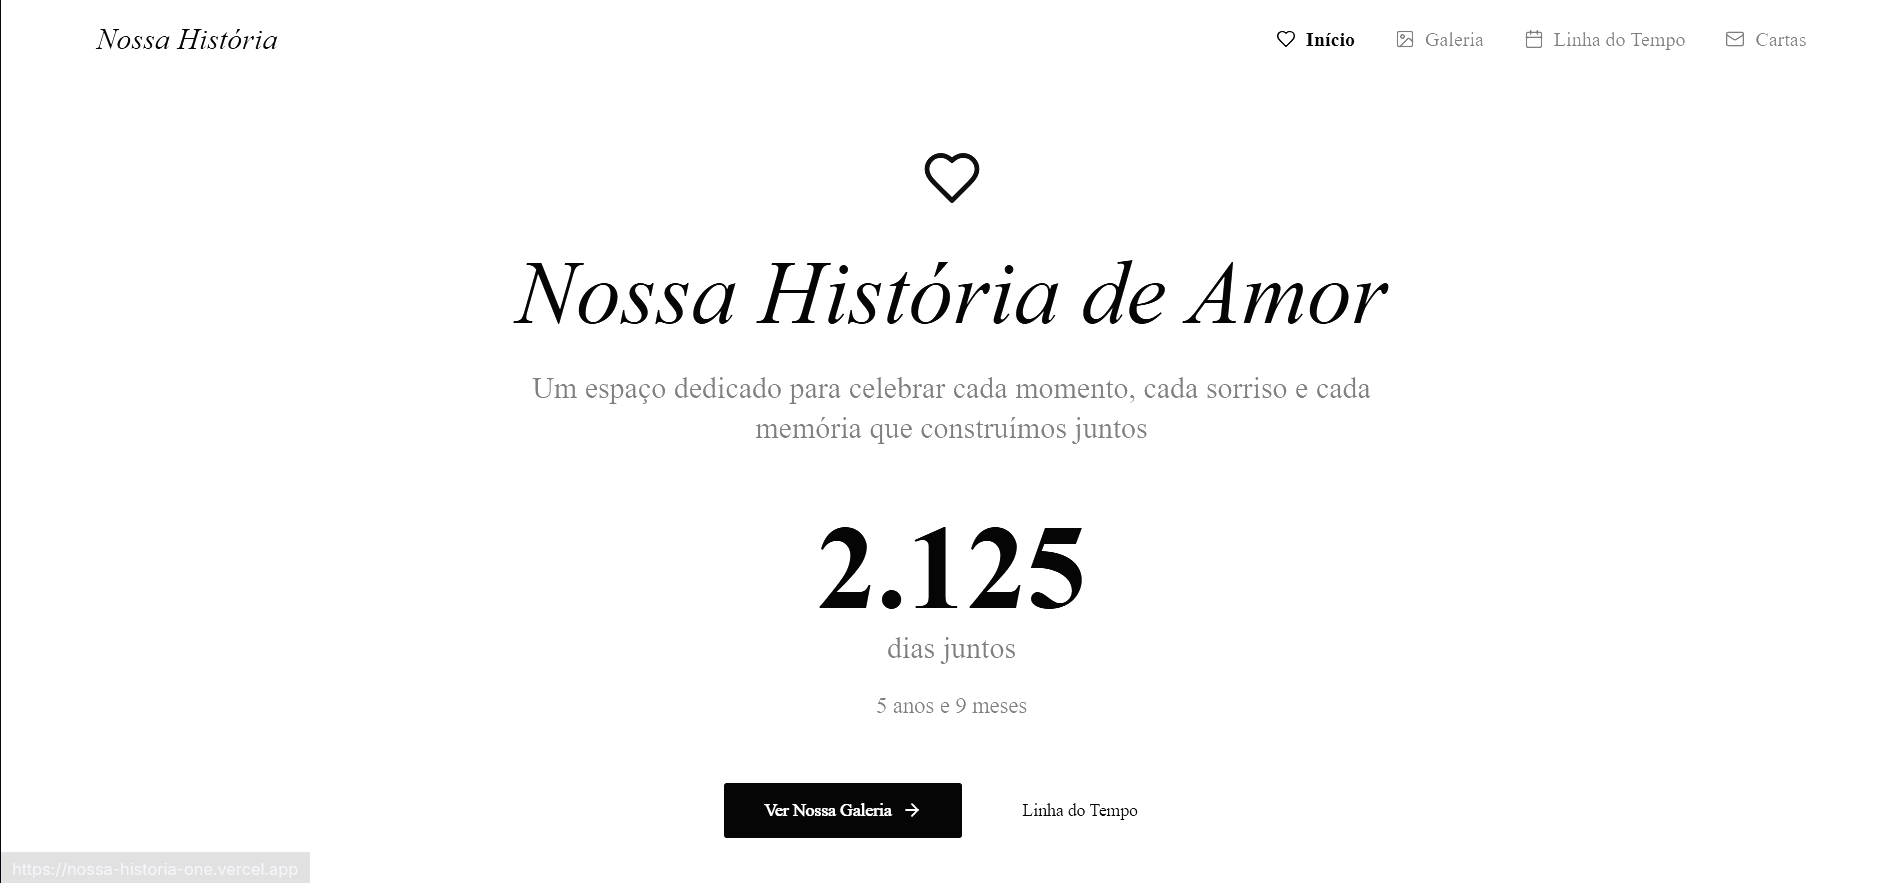 Nossa História
Início
Galeria
Linha do Tempo
Cartas
Nossa História de Amor
Um espaço dedicado para celebrar cada momento, cada sorriso e cada
memória que construímos juntos
2.125
dias juntos
5 anos e 9 meses
Ver Nossa Galeria
Linha do Tempo
https://nossa-historia-one.vercel.app